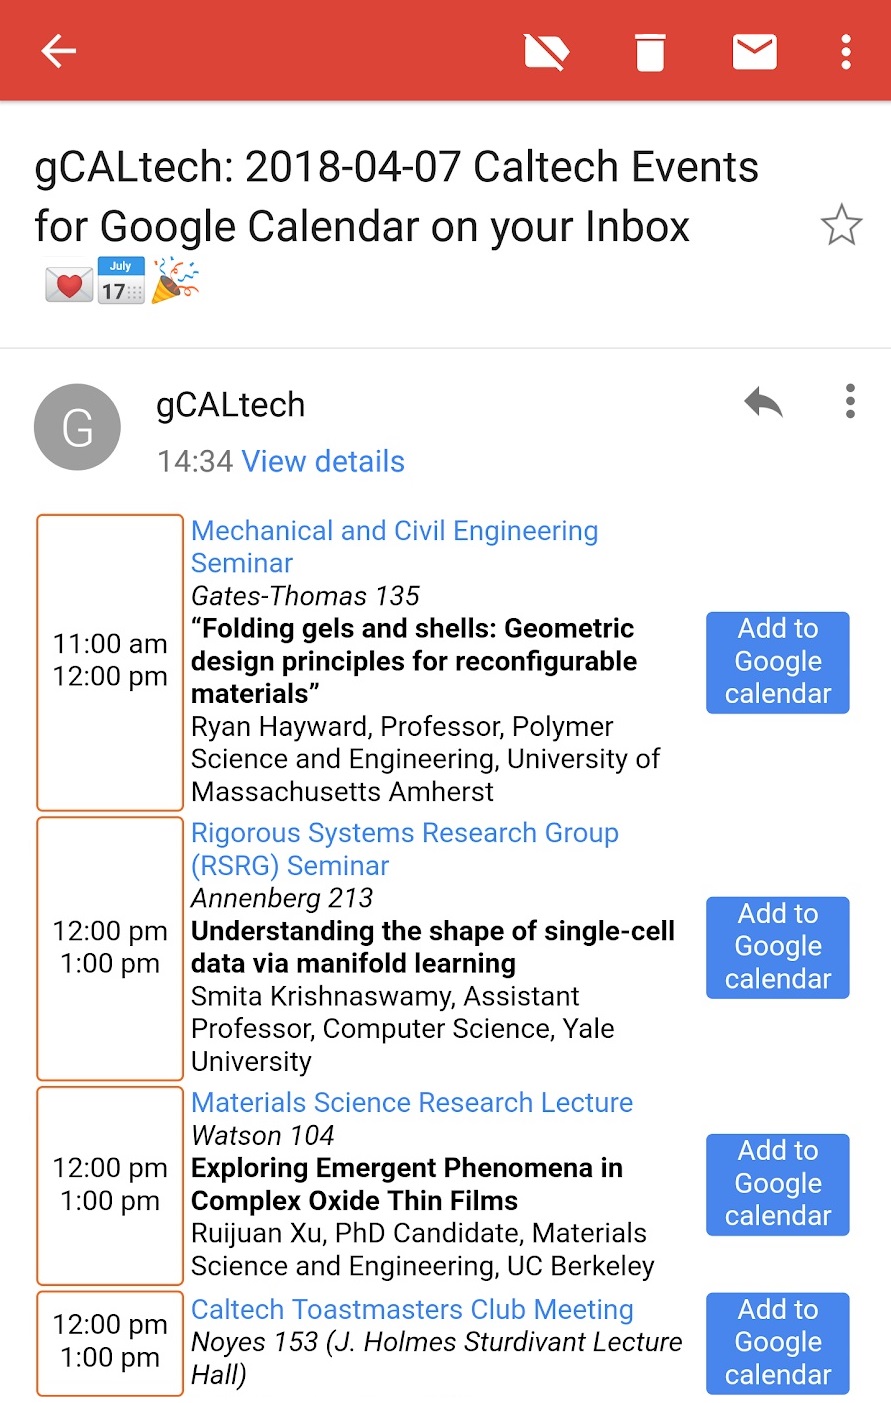 gCALtech: 2018-04-07 Caltech Events
for Google Calendar on your Inbox
July
17
G
gCALtech
14:34 View details
11:00 am
12:00 pm
Mechanical and Civil Engineering
Seminar
Gates-Thomas 135
“Folding gels and shells: Geometric
design principles for reconfigurable
materials”
Ryan Hayward, Professor, Polymer
Science and Engineering, University of
Massachusetts Amherst
Add to
Google
calendar
12:00 pm
1:00 pm
Rigorous Systems Research Group
(RSRG) Seminar
Annenberg 213
Understanding the shape of single-cell
data via manifold learning
Smita Krishnaswamy, Assistant
Professor, Computer Science, Yale
University
Add to
Google
calendar
12:00 pm
1:00 pm
Materials Science Research Lecture
Watson 104
Exploring Emergent Phenomena in
Complex Oxide Thin Films
Ruijuan Xu, PhD Candidate, Materials
Science and Engineering, UC Berkeley
Add to
Google
calendar
12:00 pm
1:00 pm
Caltech Toastmasters Club Meeting
Noyes 153 (J. Holmes Sturdivant Lecture
Hall)
Add to
Google
calendar